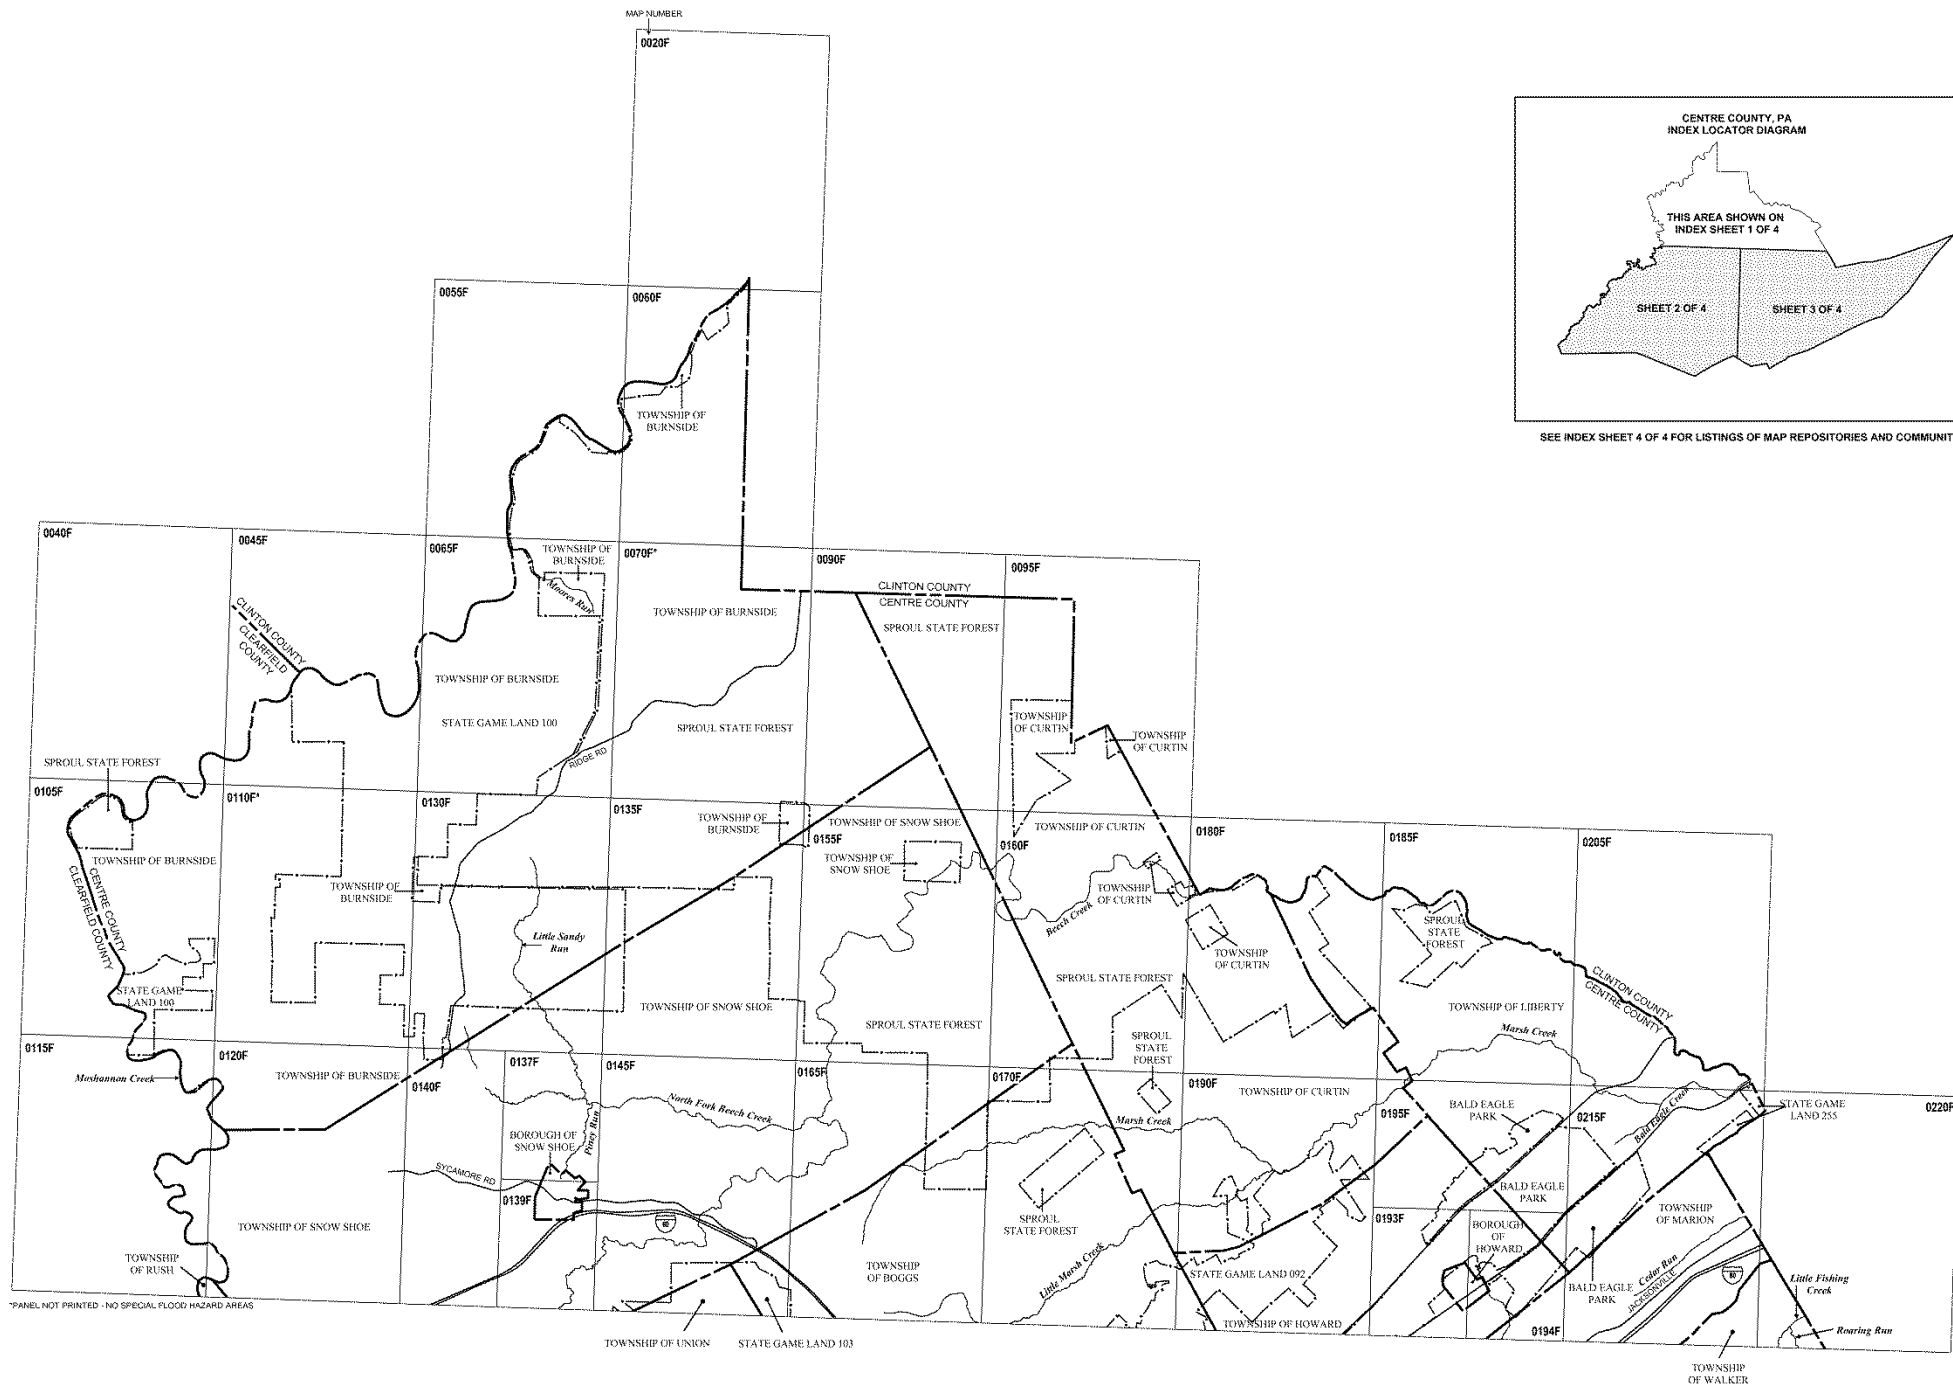 MAP NUMBER
0020F
CENTRE COUNTY, PA
INDEX LOCATOR DIAGRAM
THIS AREA SHOWN ON
INDEX SHEET 1 OF 4
SHEET 2 OF 4
SHEET 3 OF 4
SEE INDEX SHEET 4 OF 4 FOR LISTINGS OF MAP REPOSITORIES AND COMMUNIT
0055F
0060F
TOWNSHIP OF
BURNSIDE
0040F
0045F
0065F
TOWNSHIP OF
BURNSIDE
0070F*
0090F
0095F
Moores Run
CLINTON COUNTY
CENTRE COUNTY
CLINTON COUNTY
CLEARFIELD
COUNTY
TOWNSHIP OF BURNSIDE
SPROUL STATE FOREST
TOWNSHIP OF BURNSIDE
STATE GAME LAND 100
SPROUL STATE FOREST
TOWNSHIP
OF CURTIN
TOWNSHIP
OF CURTIN
RIDGE RD
SPROUL STATE FOREST
0105F
0110F*
0130F
0135F
TOWNSHIP OF
BURNSIDE
0155F
TOWNSHIP OF SNOW SHOE
TOWNSHIP OF CURTIN
0160F
0180F
0185F
0205F
TOWNSHIP OF BURNSIDE
TOWNSHIP OF
SNOW SHOE
CENTRE COUNTY
CLEARFIELD COUNTY
TOWNSHIP OF
BURNSIDE
TOWNSHIP
OF CURTIN
Beech Creek
SPROUL
STATE
FOREST
Little Sandy
Run
TOWNSHIP
OF CURTIN
STATE GAME
LAND 100
SPROUL STATE FOREST
CLINTON COUNTY
CENTRE COUNTY
TOWNSHIP OF SNOW SHOE
SPROUL STATE FOREST
TOWNSHIP OF LIBERTY
Marsh Creek
SPROUL
STATE
FOREST
0115F
0120F
0137F
0145F
0165F
0170F
0190F
Moshannon Creek
TOWNSHIP OF BURNSIDE
0140F
TOWNSHIP OF CURTIN
North Fork Beech Creek
Marsh Creek
0195F
BALD EAGLE
PARK
0215F
Bald Eagle Creek
STATE GAME
LAND 255
0220F
BOROUGH OF
SNOW SHOE
Piney Run
SYCAMORE RD
0139F
BALD EAGLE
PARK
TOWNSHIP OF SNOW SHOE
80
SPROUL
STATE FOREST
0193F
BOROUGH
OF
HOWARD
TOWNSHIP
OF MARION
TOWNSHIP
OF RUSH
TOWNSHIP
OF BOGGS
Little Marsh Creek
STATE GAME LAND 092
BALD EAGLE
PARK
Cedar Run
JACKSONVILLE
80
Little Fishing
Creek
*PANEL NOT PRINTED - NO SPECIAL FLOOD HAZARD AREAS
TOWNSHIP OF HOWARD
0194F
Roaring Run
TOWNSHIP OF UNION
STATE GAME LAND 103
TOWNSHIP
OF WALKER